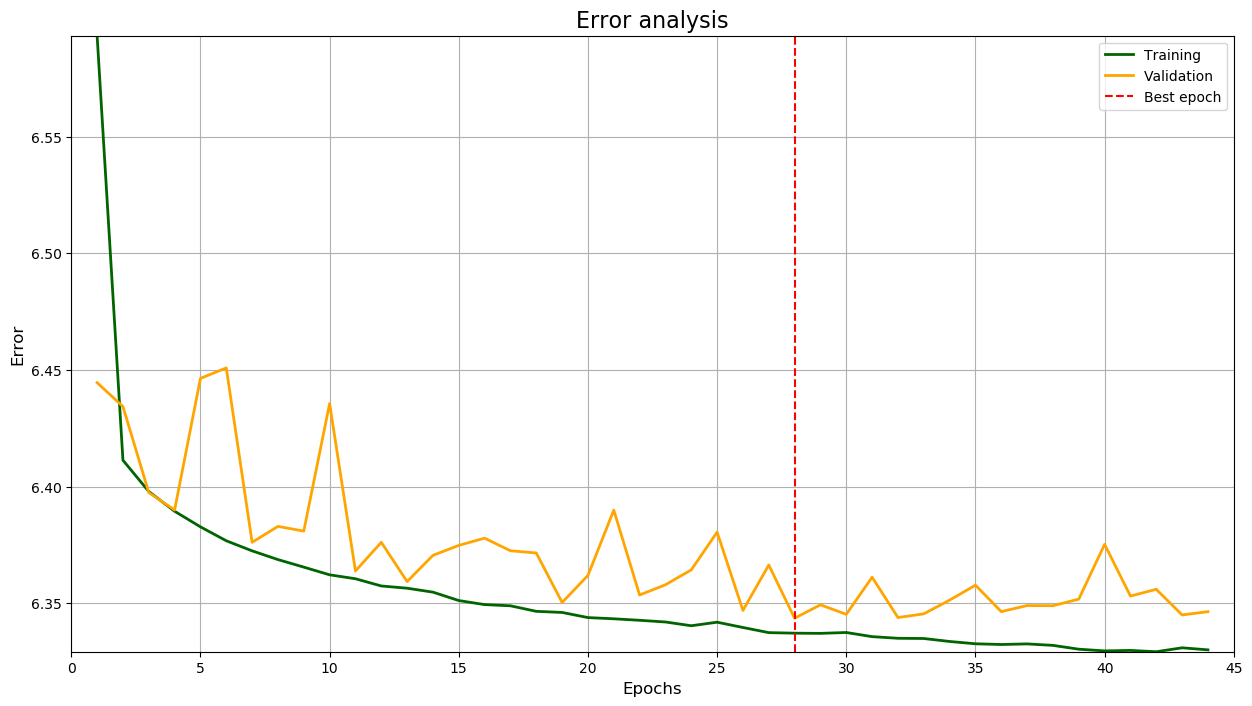 Error analysis
Training
Validation
Best epoch
6.55
6.50
6.45
6.40
6.35
Error
0 5 10 15 20 25 30 35 40 45
Epochs